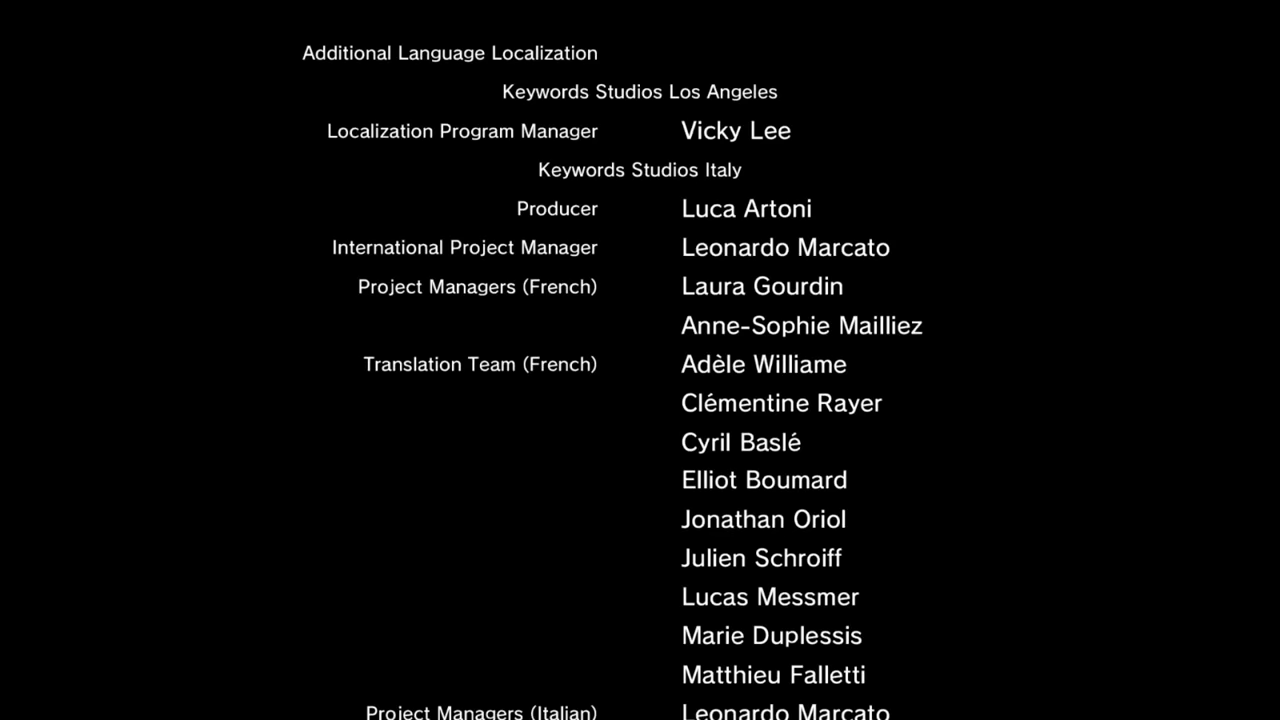 Additional Language Localization
Keywords Studios Los Angeles
Localization Program Manager Vicky Lee
Keywords Studios Italy
Producer Luca Artoni
International Project Manager Leonardo Marcato
Project Managers (French) Laura Gourdin
Anne-Sophie Mailliez
Translation Team (French) Adèle Williame
Clémentine Rayer
Cyril Baslé
Elliot Boumard
Jonathan Oriol
Julien Schroiff
Lucas Messmer
Marie Duplessis
Matthieu Falletti
Project Managers (Italian) Leonardo Marcato